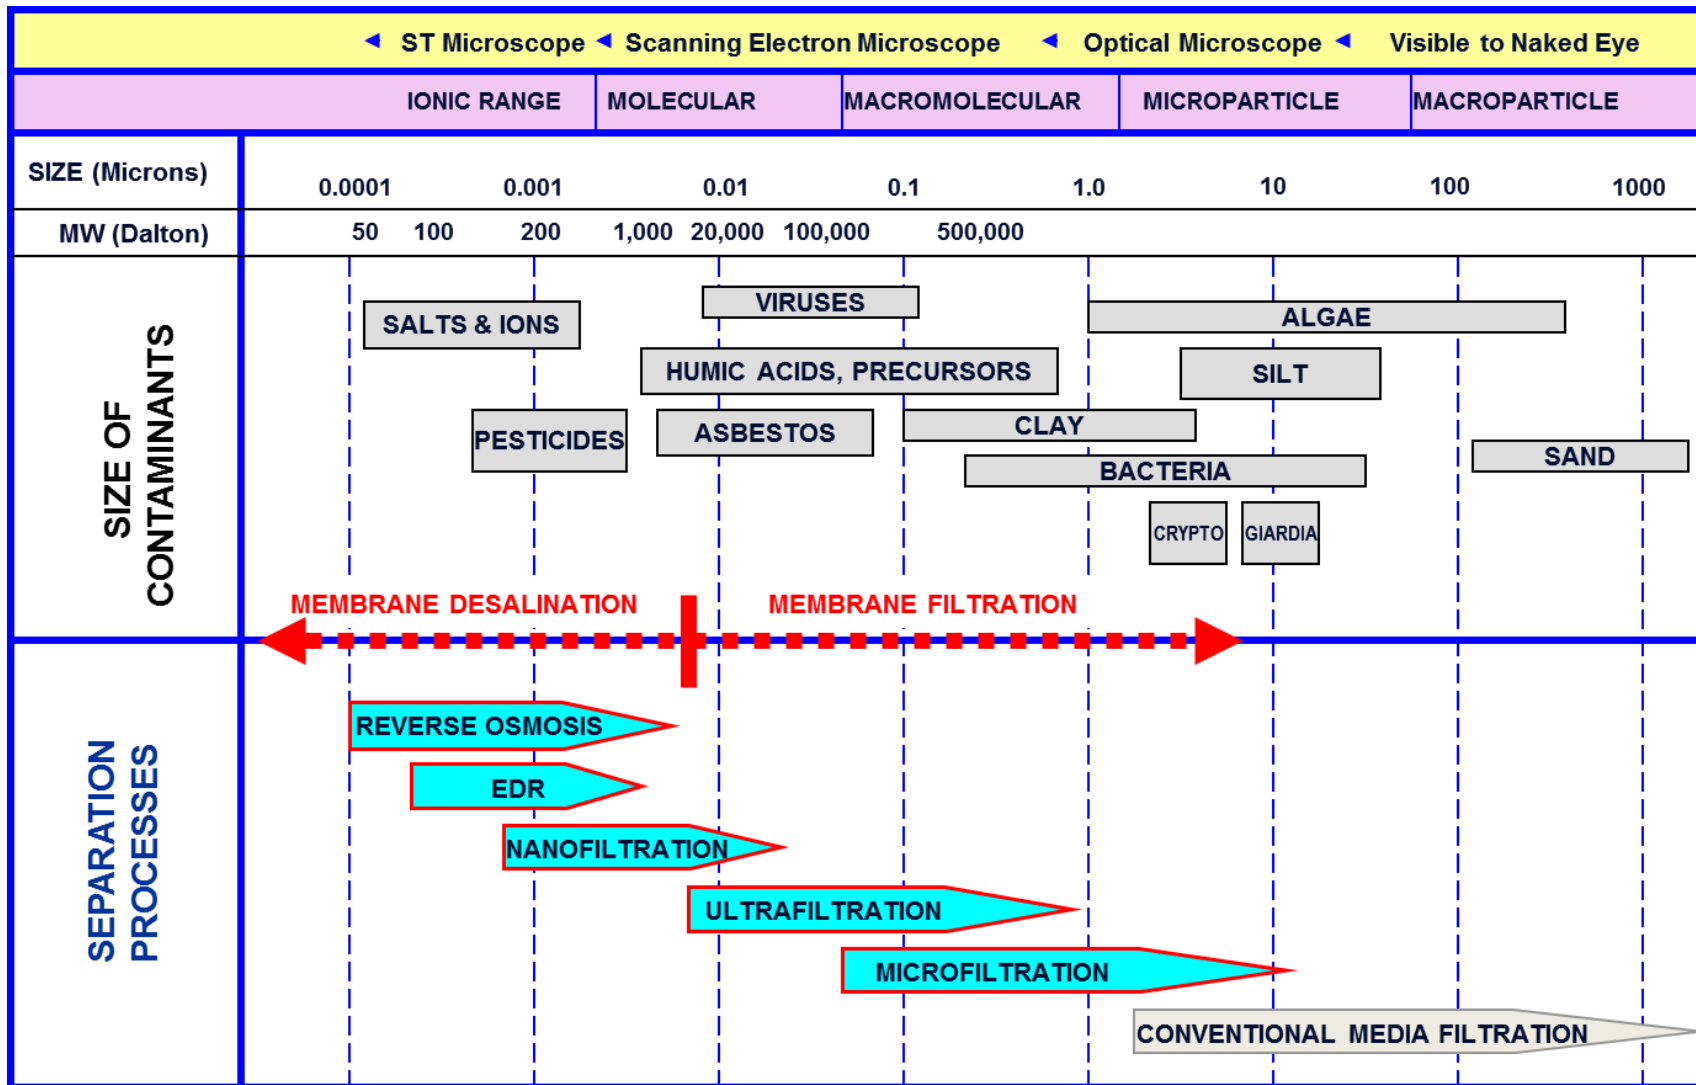 ST Microscope Scanning Electron Microscope Optical Microscope Visible to Naked Eye
IONIC RANGE MOLECULAR MACROMOLECULAR MICROPARTICLE MACROPARTICLE
SIZE (Microns) 0.0001 0.001 0.01 0.1 1.0 10 100 1000
MW (Dalton) 50 100 200 1,000 20,000 100,000 500,000
SIZE OF
CONTAMINANTS
VIRUSES
SALTS & IONS
ALGAE
HUMIC ACIDS, PRECURSORS
SILT
PESTICIDES
ASBESTOS
CLAY
SAND
BACTERIA
CRYPTO
GIARDIA
MEMBRANE DESALINATION
MEMBRANE FILTRATION
SEPARATION
PROCESSES
REVERSE OSMOSIS
EDR
NANOFILTRATION
ULTRAFILTRATION
MICROFILTRATION
CONVENTIONAL MEDIA FILTRATION